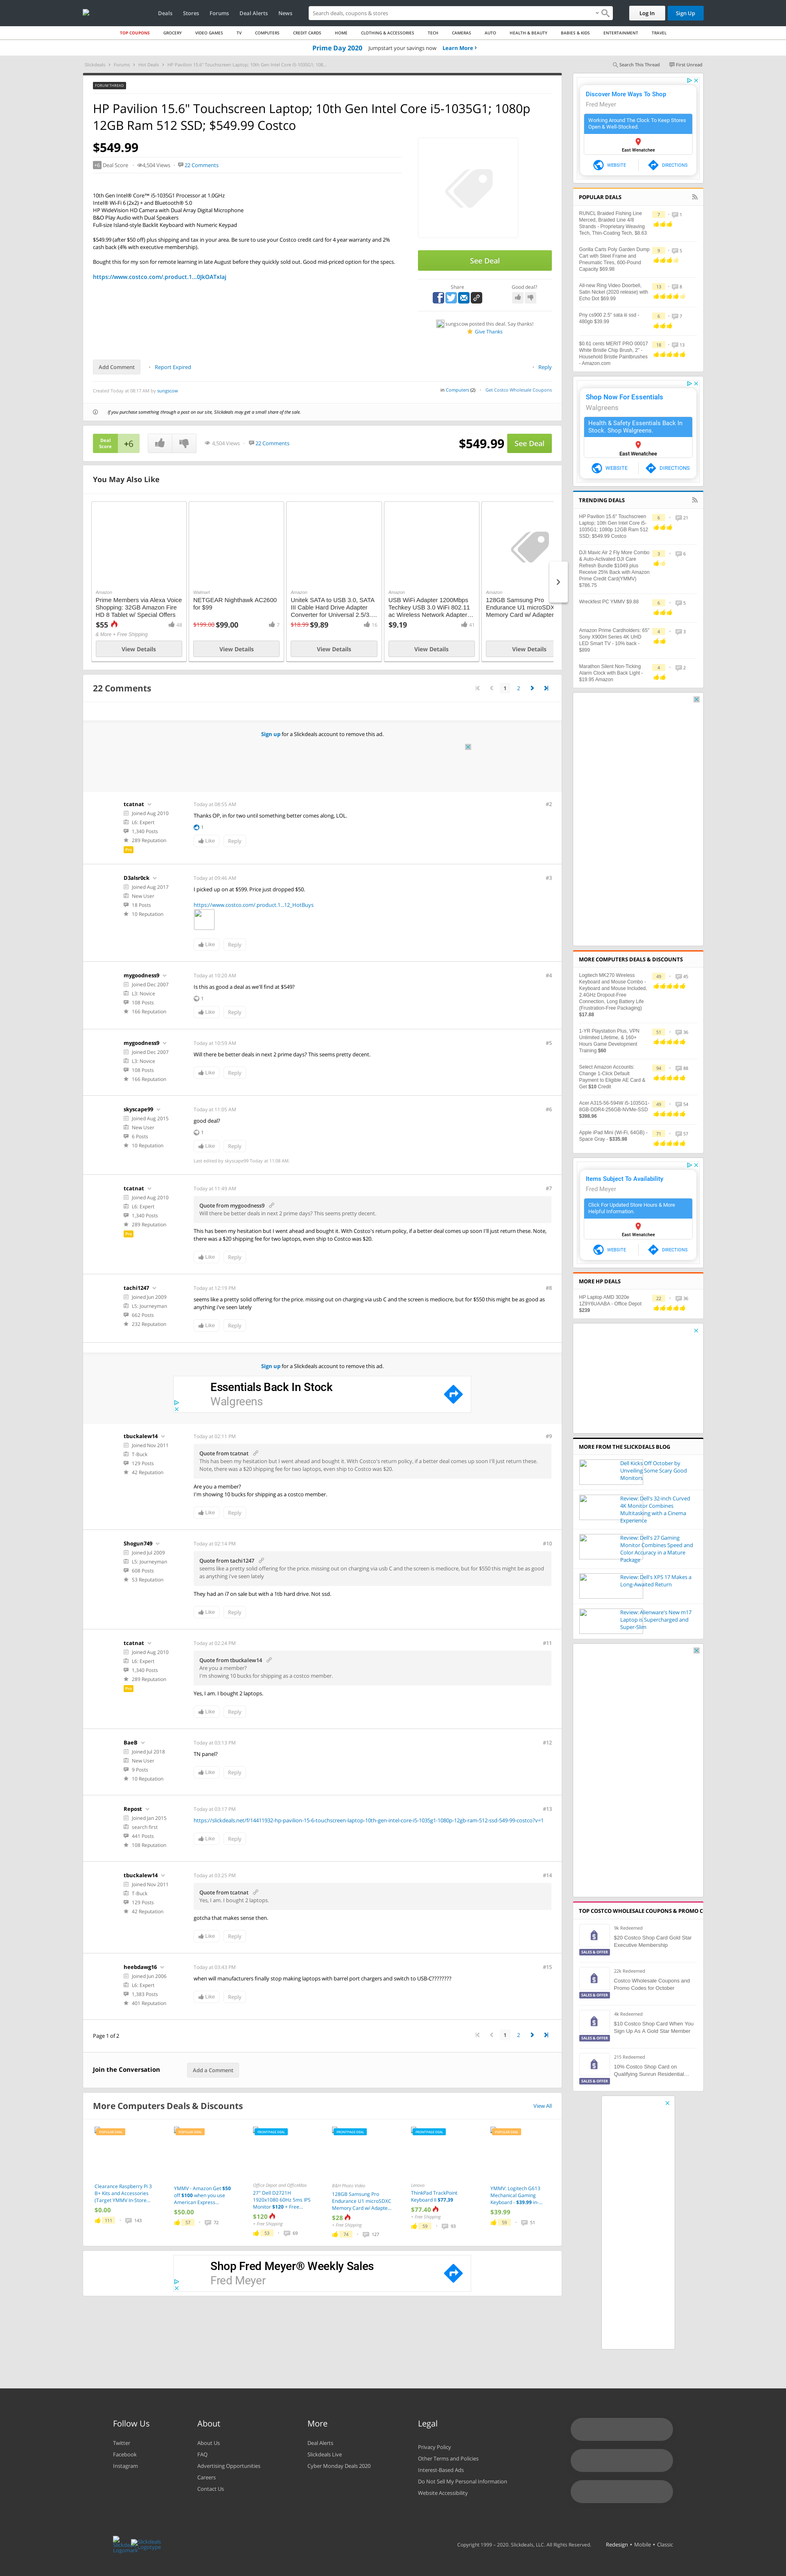 Deals Stores Forums Deal Alerts News
Search deals, coupons & stores
Log In
Sign Up
TOP COUPONS GROCERY VIDEO GAMES TV COMPUTERS CREDIT CARDS HOME CLOTHING & ACCESSORIES TECH CAMERAS AUTO HEALTH & BEAUTY BABIES & KIDS ENTERTAINMENT TRAVEL
Prime Day 2020 Jumpstart your savings now Learn More
Slickdeals > Forums > Hot Deals > HP Pavilion 15.6" Touchscreen Laptop; 10th Gen Intel Core i5-1035G1; 108...
Search This Thread First Unread
FORUM THREAD
HP Pavilion 15.6" Touchscreen Laptop; 10th Gen Intel Core i5-1035G1; 1080p
12GB Ram 512 SSD; $549.99 Costco
$549.99
+6 Deal Score 4,504 Views 22 Comments
10th Gen Intel® Core™ i5-1035G1 Processor at 1.0GHz
Intel® Wi-Fi 6 (2x2) + and Bluetooth® 5.0
HP WideVision HD Camera with Dual Array Digital Microphone
B&O Play Audio with Dual Speakers
Full-size Island-style Backlit Keyboard with Numeric Keypad
$549.99 (after $50 off) plus shipping and tax in your area. Be to use your Costco credit card for 4 year warranty and 2%
cash back (4% with executive membership).
Bought this for my son for remote learning in late August before they quickly sold out. Good mid-priced option for the specs.
https://www.costco.com/.product.1...0JkOATxIaJ
See Deal
Share
Good deal?
sungscow posted this deal. Say thanks!
Give Thanks
Add Comment
Report Expired
Reply
Created Today at 08:17 AM by sungscow
in Computers (2) Get Costco Wholesale Coupons
If you purchase something through a post on our site, Slickdeals may get a small share of the sale.
Deal Score +6
4,504 Views 22 Comments
$549.99 See Deal
You May Also Like
Amazon
Prime Members via Alexa Voice
Shopping: 32GB Amazon Fire
HD 8 Tablet w/ Special Offers
$55
& More + Free Shipping
View Details
Walmart
NETGEAR Nighthawk AC2600
for $99
$199.00 $99.00
View Details
Amazon
Unitek SATA to USB 3.0, SATA
III Cable Hard Drive Adapter
Converter for Universal 2.5/3....
$18.99 $9.89
View Details
Amazon
USB WiFi Adapter 1200Mbps
Techkey USB 3.0 WiFi 802.11
ac Wireless Network Adapter...
$9.19
View Details
Amazon
128GB Samsung Pro
Endurance U1 microSDX
Memory Card w/ Adapter
View Details
22 Comments
1 2
Sign up for a Slickdeals account to remove this ad.
tcatnat
Joined Aug 2010
L6: Expert
1,340 Posts
289 Reputation
Pro
Today at 08:55 AM
#2
Thanks OP, in for two until something better comes along, LOL.
1
Like Reply
D3alsr0ck
Joined Aug 2017
New User
18 Posts
10 Reputation
Today at 09:46 AM
#3
I picked up on at $599. Price just dropped $50.
https://www.costco.com/.product.1...12_HotBuys
Like Reply
mygoodness9
Joined Dec 2007
L3: Novice
108 Posts
166 Reputation
Today at 10:20 AM
#4
Is this as good a deal as we'll find at $549?
1
Like Reply
mygoodness9
Joined Dec 2007
L3: Novice
108 Posts
166 Reputation
#5
Will there be better deals in next 2 prime days? This seems pretty decent.
Like Reply
skyscape99
Joined Aug 2015
New User
6 Posts
10 Reputation
Today at 11:05 AM
#6
good deal?
1
Like Reply
Last edited by skyscape99 Today at 11:08 AM.
tcatnat
Joined Aug 2010
L6: Expert
1,340 Posts
289 Reputation
Pro
Today at 11:49 AM
#7
Quote from mygoodness9
Will there be better deals in next 2 prime days? This seems pretty decent.
This has been my hesitation but I went ahead and bought it. With Costco's return policy, if a better deal comes up soon I'll just return these. Note,
there was a $20 shipping fee for two laptops, even ship to Costco was $20.
Like Reply
tachi1247
Joined Jun 2009
L5: Journeyman
662 Posts
232 Reputation
Today at 12:19 PM
#8
seems like a pretty solid offering for the price. missing out on charging via usb C and the screen is mediocre, but for $550 this might be as good as
anything i've seen lately
Like Reply
Sign up for a Slickdeals account to remove this ad.
Essentials Back In Stock
Walgreens
tbuckalew14
Joined Nov 2011
T-Buck
129 Posts
42 Reputation
Today at 02:11 PM
#9
Quote from tcatnat
This has been my hesitation but I went ahead and bought it. With Costco's return policy, if a better deal comes up soon I'll just return these.
Note, there was a $20 shipping fee for two laptops, even ship to Costco was $20.
Are you a member?
I'm showing 10 bucks for shipping as a costco member.
Like Reply
Shogun749
Joined Jul 2009
L5: Journeyman
608 Posts
53 Reputation
Today at 02:14 PM
#10
Quote from tachi1247
seems like a pretty solid offering for the price. missing out on charging via usb C and the screen is mediocre, but for $550 this might be as good
as anything i've seen lately
They had an i7 on sale but with a 1tb hard drive. Not ssd.
Like Reply
tcatnat
Joined Aug 2010
L6: Expert
1,340 Posts
289 Reputation
Pro
Today at 02:24 PM
#11
Quote from tbuckalew14
Are you a member?
I'm showing 10 bucks for shipping as a costco member.
Yes, I am. I bought 2 laptops.
Like Reply
BaeB
Joined Jul 2018
New User
9 Posts
10 Reputation
Today at 03:13 PM
#12
TN panel?
Like Reply
Repost
Joined Jan 2015
search first
441 Posts
108 Reputation
Today at 03:17 PM
#13
https://slickdeals.net/f/14411932-hp-pavilion-15-6-touchscreen-laptop-10th-gen-intel-core-i5-1035g1-1080p-12gb-ram-512-ssd-549-99-costco?v=1
Like Reply
tbuckalew14
Joined Nov 2011
T-Buck
129 Posts
42 Reputation
Today at 03:25 PM
#14
Quote from tcatnat
Yes, I am. I bought 2 laptops.
gotcha that makes sense then.
Like Reply
heebdawg16
Joined Jun 2006
L6: Expert
1,383 Posts
401 Reputation
Today at 03:43 PM
#15
when will manufacturers finally stop making laptops with barrel port chargers and switch to USB-C????????
Like Reply
Page 1 of 2
1 2
Join the Conversation
Add a Comment
More Computers Deals & Discounts
View All
Clearance Raspberry Pi 3
B+ Kits and Accessories
(Target YMMV In-Store...
$0.00
111 143
YMMV - Amazon Get $50
off $100 when you use
American Express...
$50.00
57 72
Office Depot and OfficeMax
27" Dell D2721H
1920x1080 60Hz 5ms IPS
Monitor $120 + Free...
$120
+ Free Shipping
53 69
B&H Photo Video
128GB Samsung Pro
Endurance U1 microSDXC
Memory Card w/ Adapte...
$28
+ Free Shipping
74 127
Lenovo
ThinkPad TrackPoint
Keyboard II $77.39
$77.40
+ Free Shipping
YMMV: Logitech G613
Mechanical Gaming
Keyboard - $39.99 in-...
$39.99
Shop Fred Meyer® Weekly Sales
Fred Meyer
Discover More Ways To Shop
Fred Meyer
Working Around The Clock To Keep Stores
Open & Well-Stocked.
East Wenatchee
WEBSITE DIRECTIONS
POPULAR DEALS
RUNCL Braided Fishing Line
Merced, Braided Line 4/8
Strands - Proprietary Weaving
Tech, Thin-Coating Tech, $8.63
Gorilla Carts Poly Garden Dump
Cart with Steel Frame and
Pneumatic Tires, 600-Pound
Capacity $69.98
All-new Ring Video Doorbell,
Satin Nickel (2020 release) with
Echo Dot $69.99
Pny cs900 2.5" sata iii ssd -
480gb $39.99
$0.61 cents MERIT PRO 00017
White Bristle Chip Brush, 2" -
Household Bristle Paintbrushes
- Amazon.com
Shop Now For Essentials
Walgreens
Health & Safety Essentials Back In
Stock. Shop Walgreens.
East Wenatchee
WEBSITE DIRECTIONS
TRENDING DEALS
HP Pavilion 15.6" Touchscreen
Laptop; 10th Gen Intel Core i5-
1035G1; 1080p 12GB Ram 512
SSD; $549.99 Costco
DJI Mavic Air 2 Fly More Combo
& Auto-Activated DJI Care
Refresh Bundle $1049 plus
Receive 25% Back with Amazon
Prime Credit Card(YMMV)
$786.75
Wreckfest PC YMMV $9.88
Amazon Prime Cardholders: 65"
Sony X900H Series 4K UHD
LED Smart TV - 10% back -
$899
Marathon Silent Non-Ticking
Alarm Clock with Back Light -
$19.95 Amazon
MORE COMPUTERS DEALS & DISCOUNTS
Logitech MK270 Wireless
Keyboard and Mouse Combo -
Keyboard and Mouse Included,
2.4GHz Dropout-Free
Connection, Long Battery Life
(Frustration-Free Packaging)
$17.88
1-YR Playstation Plus, VPN
Unlimited Lifetime, & 160+
Hours Game Development
Training $60
Select Amazon Accounts:
Change 1-Click Default
Payment to Eligible AE Card &
Get $10 Credit
Acer A315-56-594W i5-1035G1-
8GB-DDR4-256GB-NVMe-SSD
$399.96
Apple iPad Mini (Wi-Fi, 64GB) -
Space Gray - $335.98
Items Subject To Availability
Fred Meyer
Click For Updated Store Hours & More
Helpful Information.
East Wenatchee
WEBSITE DIRECTIONS
MORE HP DEALS
HP Laptop AMD 3020e
1Z9Y6UAABA - Office Depot
$239
MORE FROM THE SLICKDEALS BLOG
Dell Kicks Off October by
Unveiling Some Scary Good
Monitors
Review: Dell's 32-inch Curved
4K Monitor Combines
Multitasking with a Cinema
Experience
Review: Dell's 27 Gaming
Monitor Combines Speed and
Color Accuracy in a Mature
Package
Review: Dell's XPS 17 Makes a
Long-Awaited Return
Review: Alienware's New m17
Laptop is Supercharged and
Super-Slim
TOP COSTCO WHOLESALE COUPONS & PROMO C
9k Redeemed
$20 Costco Shop Card Gold Star
Executive Membership
SALES & OFFER
22k Redeemed
Costco Wholesale Coupons and
Promo Codes for October
SALES & OFFER
4k Redeemed
$10 Costco Shop Card When You
Sign Up As A Gold Star Member
SALES & OFFER
215 Redeemed
10% Costco Shop Card on
Qualifying Sunrun Residential...
SALES & OFFER
Follow Us
Twitter
Facebook
Instagram
About
About Us
FAQ
Advertising Opportunities
Careers
Contact Us
More
Deal Alerts
Slickdeals Live
Cyber Monday Deals 2020
Legal
Privacy Policy
Other Terms and Policies
Interest-Based Ads
Do Not Sell My Personal Information
Website Accessibility
Copyright 1999 - 2020. Slickdeals, LLC. All Rights Reserved. Redesign • Mobile • Classic